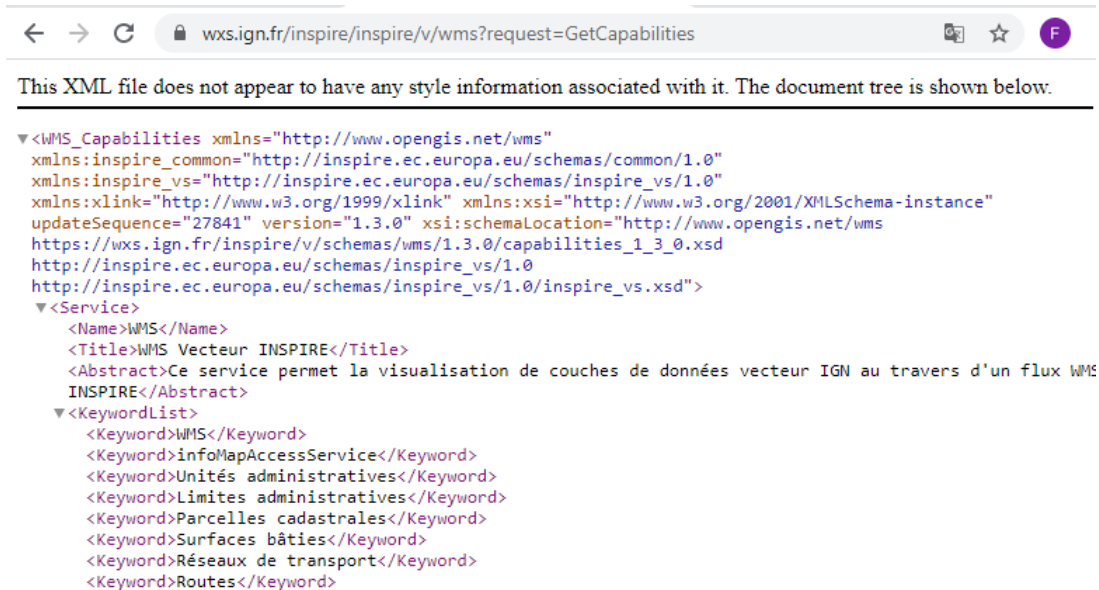 wxs.ign.fr/inspire/inspire/v/wms?request=GetCapabilities
F
This XML file does not appear to have any style information associated with it. The document tree is shown below.
▼<WMS_Capabilities xmlns="http://www.opengis.net/wms"
xmlns:inspire_common="http://inspire.ec.europa.eu/schemas/common/1.0"
xmlns:inspire_vs="http://inspire.ec.europa.eu/schemas/inspire_vs/1.0"
xmlns:xlink="http://www.w3.org/1999/xlink" xmlns:xsi="http://www.w3.org/2001/XMLSchema-instance"
updateSequence="27841" version="1.3.0" xsi:schemaLocation="http://www.opengis.net/wms
https://wxs.ign.fr/inspire/v/schemas/wms/1.3.0/capabilities_1_3_0.xsd
http://inspire.ec.europa.eu/schemas/inspire_vs/1.0
http://inspire.ec.europa.eu/schemas/inspire_vs/1.0/inspire_vs.xsd">
▼<Service>
<Name>WMS</Name>
<Title>WMS Vecteur INSPIRE</Title>
<Abstract>Ce service permet la visualisation de couches de données vecteur IGN au travers d'un flux WMS
INSPIRE</Abstract>
▼<KeywordList>
<Keyword>WMS</Keyword>
<Keyword>infoMapAccessService</Keyword>
<Keyword>Unités administratives</Keyword>
<Keyword>Limites administratives</Keyword>
<Keyword>Parcelles cadastrales</Keyword>
<Keyword>Surfaces bâties</Keyword>
<Keyword>Réseaux de transport</Keyword>
<Keyword>Routes</Keyword>